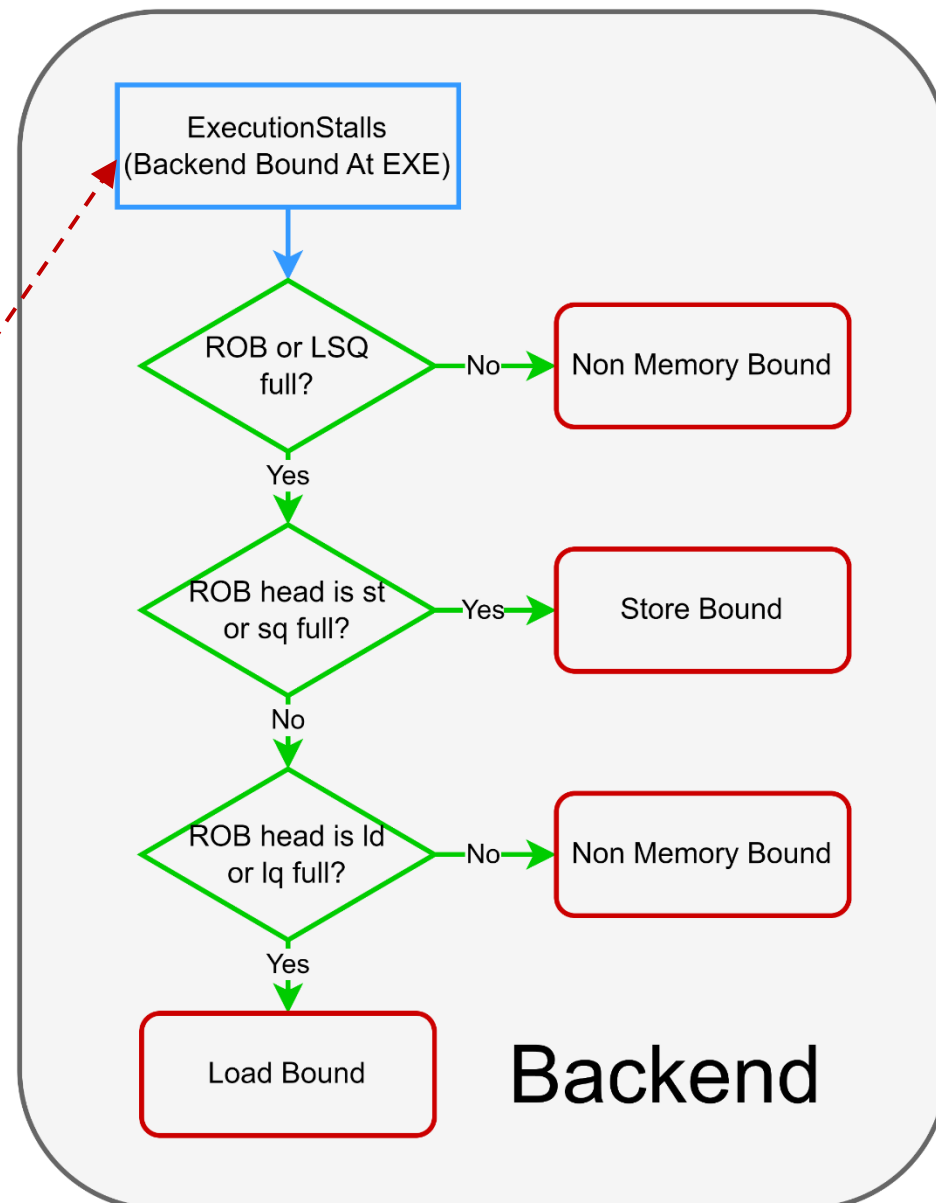 ExecutionStalls
(Backend Bound At EXE)
ROB or LSQ
full?
No
Non Memory Bound
Yes
ROB head is st
or sq full?
Yes
Store Bound
No
ROB head is ld
or lq full?
No
Non Memory Bound
Yes
Load Bound
Backend